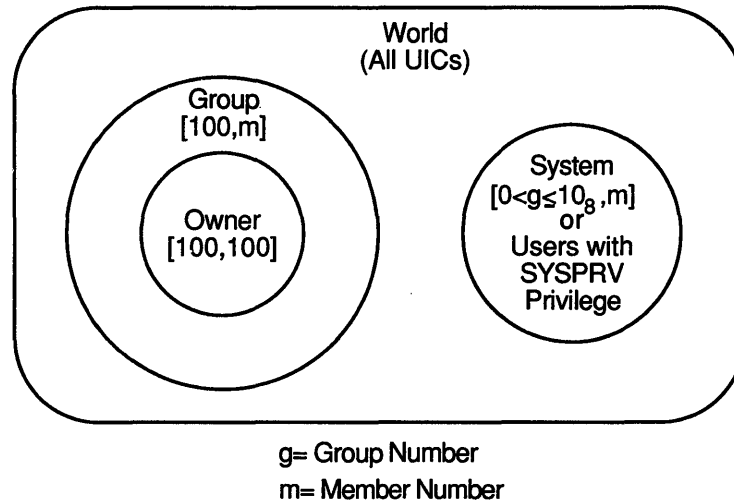 World
(All UICs)
Group
[100,m]
Owner
[100,100]
System
[0<g≤10₈,m]
or
Users with
SYSPRV
Privilege
g= Group Number
m= Member Number